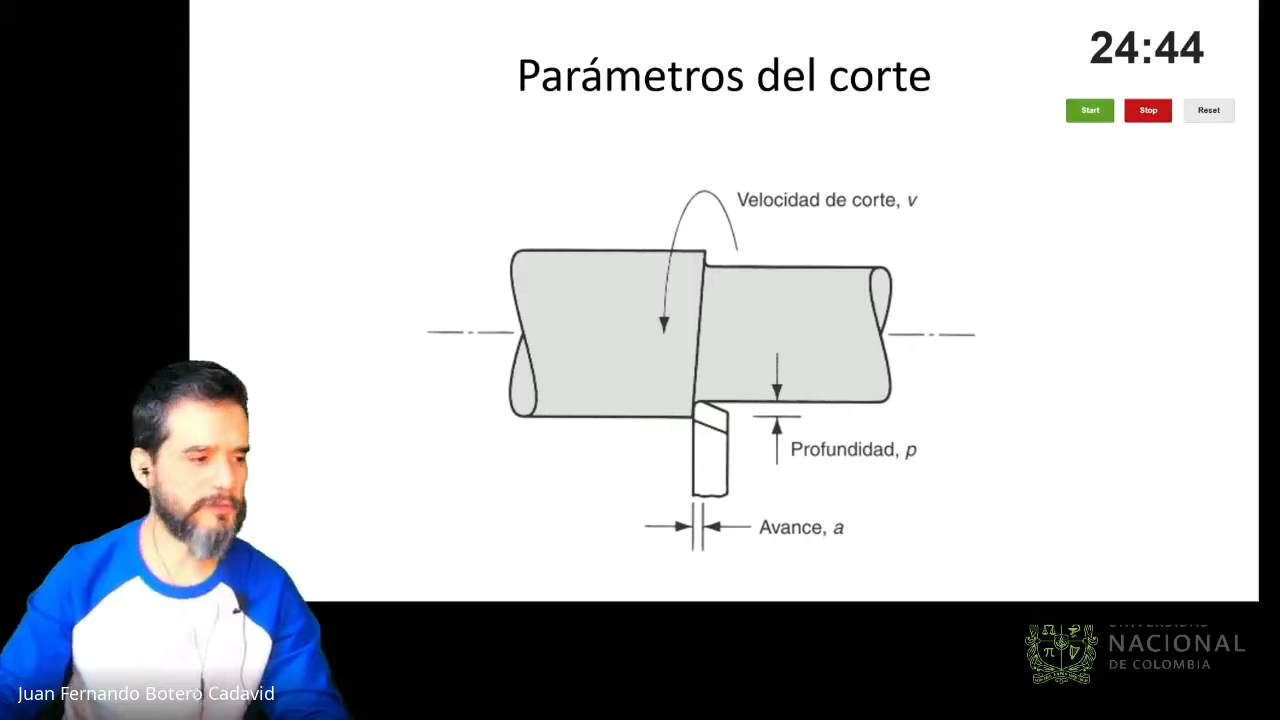 Parámetros del corte
24:44
Start
Stop
Reset
Velocidad de corte, v
Profundidad, p
Avance, a
UNIVERSIDAD
NACIONAL
DE COLOMBIA
Juan Fernando Botero Cadavid